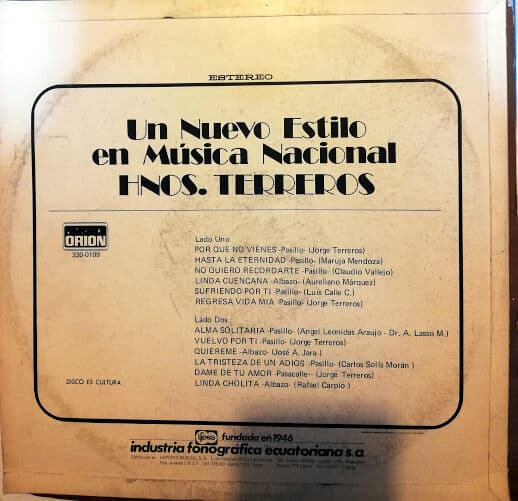 ESTEREO
Un Nuevo Estilo
en Música Nacional
HNOS. TERREROS
ORION
330-0109
Lado Uno
POR QUE NO VIENES -Pasillo- (Jorge Terreros)
HASTA LA ETERNIDAD -Pasillo- (Maruja Mendoza)
NO QUIERO RECORDARTE -Pasillo- (Claudio Vallejo)
LINDA CUENCANA -Albazo- (Aureliano Márquez)
SUFRIENDO POR TI -Pasillo- (Luís Calle C.)
REGRESA VIDA MIA -Pasillo- (Jorge Terreros)
Lado Dos
ALMA SOLITARIA -Pasillo- (Angel Leonidas Araujo - Dr. A. Lasso M.)
VUELVO POR TI -Pasillo- (Jorge Terreros)
QUIEREME -Albazo- (José A. Jara)
LA TRISTEZA DE UN ADIOS -Pasillo- (Carlos Solís Morán)
DAME DE TU AMOR -Pasacalle- (Jorge Terreros)
LINDA CHOLITA -Albazo- (Rafael Carpio)
DISCO ES CULTURA
ifesa fundada en 1946
industria fonográfica ecuatoriana s.a.